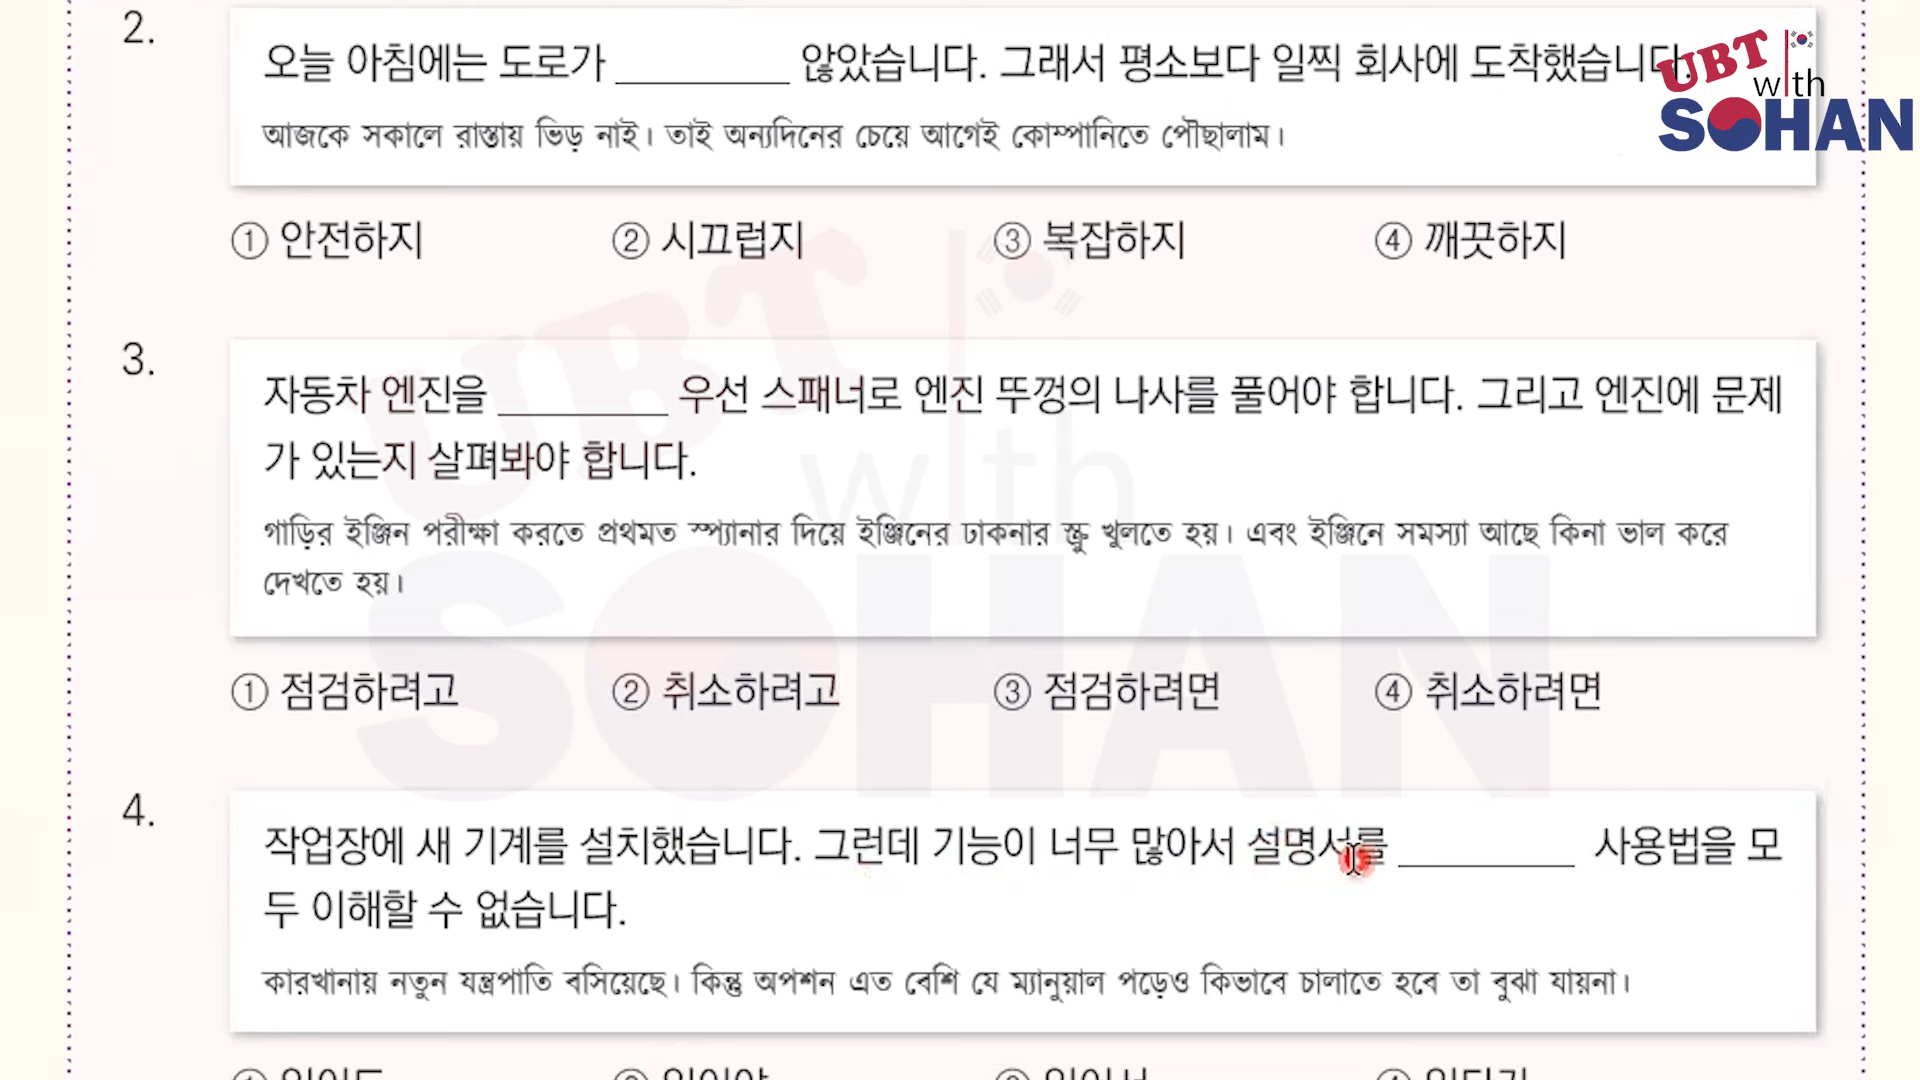 2.
오늘 아침에는 도로가 ________ 않았습니다. 그래서 평소보다 일찍 회사에 도착했습니다.
আজকে সকালে রাস্তায় ভিড় নাই। তাই অন্যদিনের চেয়ে আগেই কোম্পানিতে পৌছালাম।
UBT
with
SOHAN
① 안전하지 ② 시끄럽지 ③ 복잡하지 ④ 깨끗하지
3.
자동차 엔진을 ________ 우선 스패너로 엔진 뚜껑의 나사를 풀어야 합니다. 그리고 엔진에 문제
가 있는지 살펴봐야 합니다.
গাড়ির ইঞ্জিন পরীক্ষা করতে প্রথমত স্প্যানার দিয়ে ইঞ্জিনের ঢাকনার স্ক্রু খুলতে হয়। এবং ইঞ্জিনে সমস্যা আছে কিনা ভাল করে
দেখতে হয়।
① 점검하려고 ② 취소하려고 ③ 점검하려면 ④ 취소하려면
UBT
with
SOHAN
4.
작업장에 새 기계를 설치했습니다. 그런데 기능이 너무 많아서 설명서를 ________ 사용법을 모
두 이해할 수 없습니다.
কারখানায় নতুন যন্ত্রপাতি বসিয়েছে। কিন্তু অপশন এত বেশি যে ম্যানুয়াল পড়েও কিভাবে চালাতে হবে তা বুঝা যায়না।